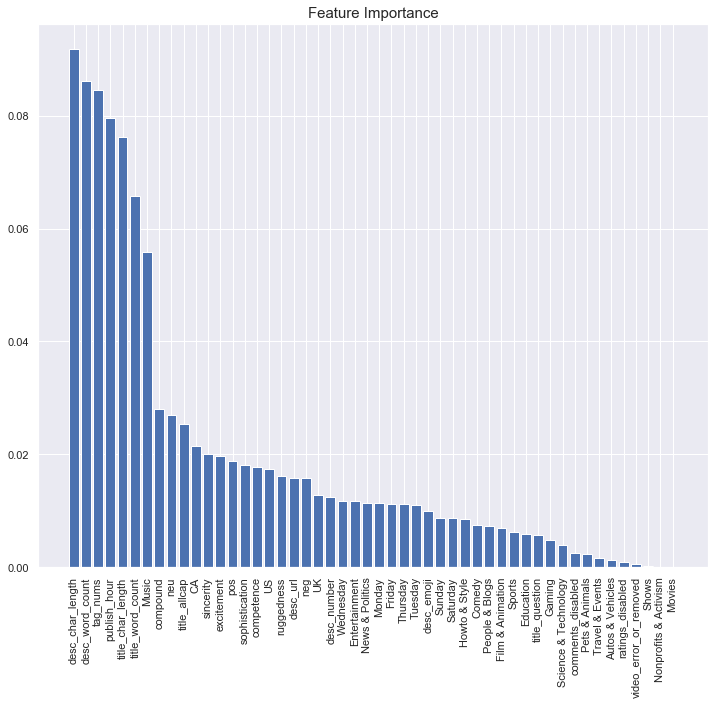 Feature Importance
0.08
0.06
0.04
0.02
0.00
desc_char_length
desc_word_count
tag_nums
publish_hour
title_char_length
title_word_count
Music
compound
neu
title_allcap
CA
sincerity
excitement
pos
sophistication
competence
US
ruggedness
desc_url
neg
UK
desc_number
Wednesday
Entertainment
News & Politics
Monday
Friday
Thursday
Tuesday
desc_emoji
Sunday
Saturday
Howto & Style
Comedy
People & Blogs
Film & Animation
Sports
Education
title_question
Gaming
Science & Technology
comments_disabled
Pets & Animals
Travel & Events
Autos & Vehicles
ratings_disabled
video_error_or_removed
Shows
Nonprofits & Activism
Movies